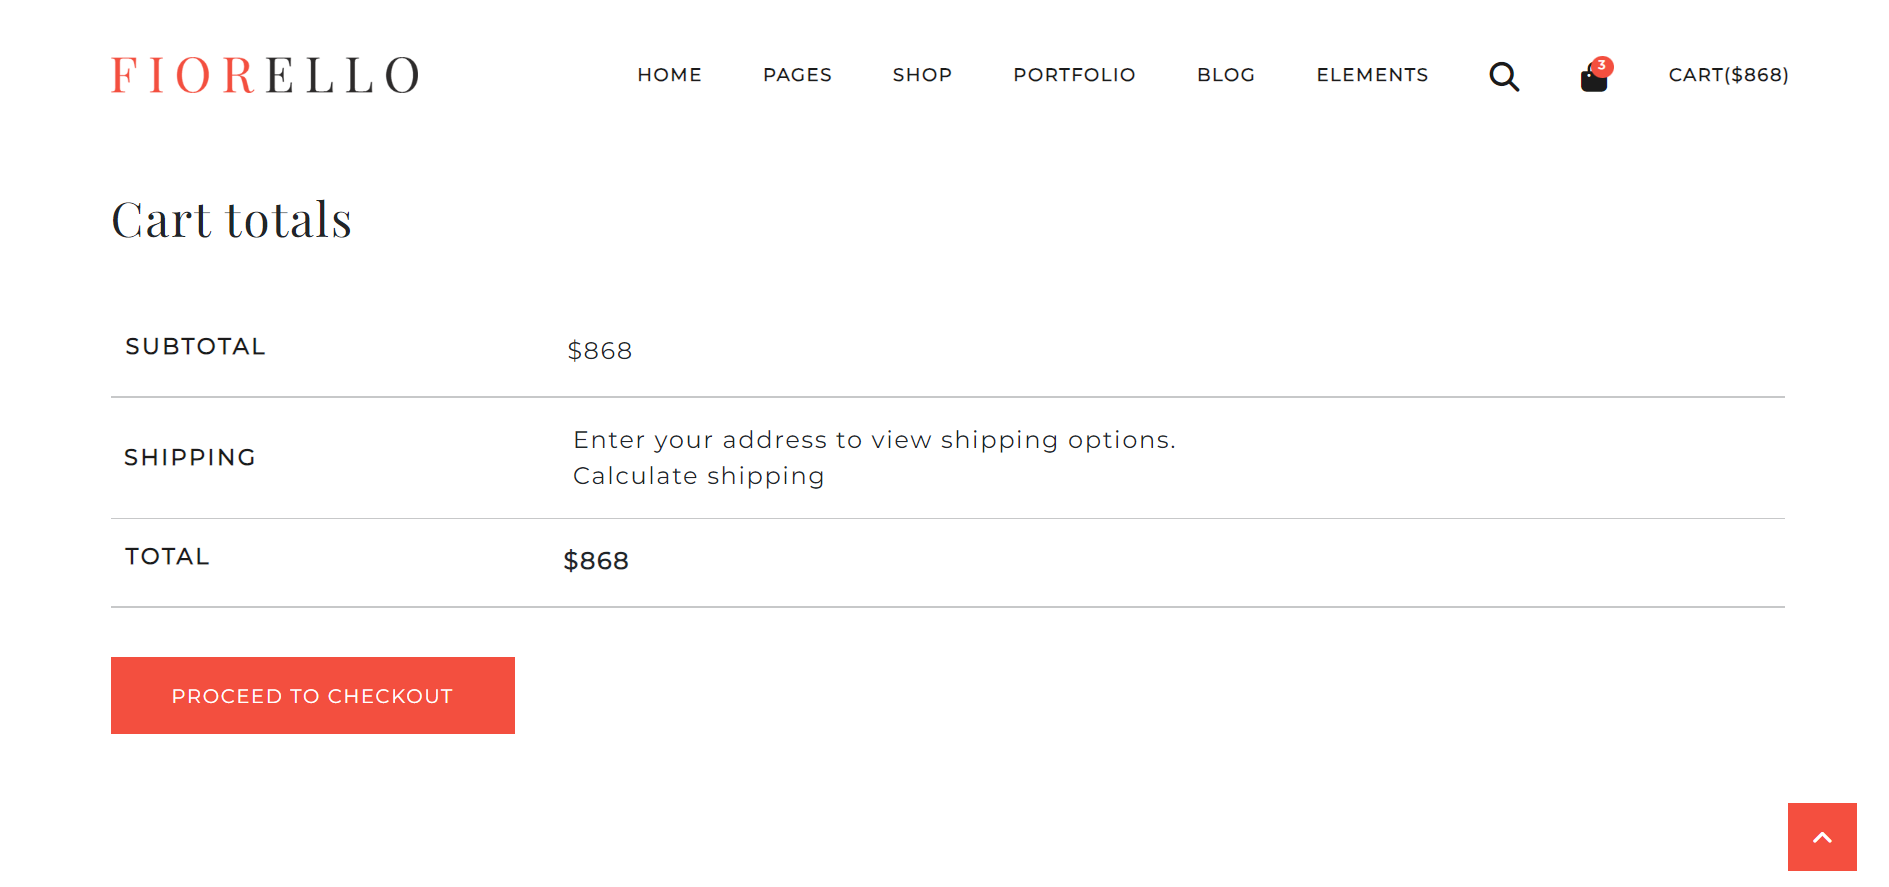 FIORELLO
HOME PAGES SHOP PORTFOLIO BLOG ELEMENTS 3 CART($868)
Cart totals
SUBTOTAL $868
SHIPPING Enter your address to view shipping options.
Calculate shipping
TOTAL $868
PROCEED TO CHECKOUT